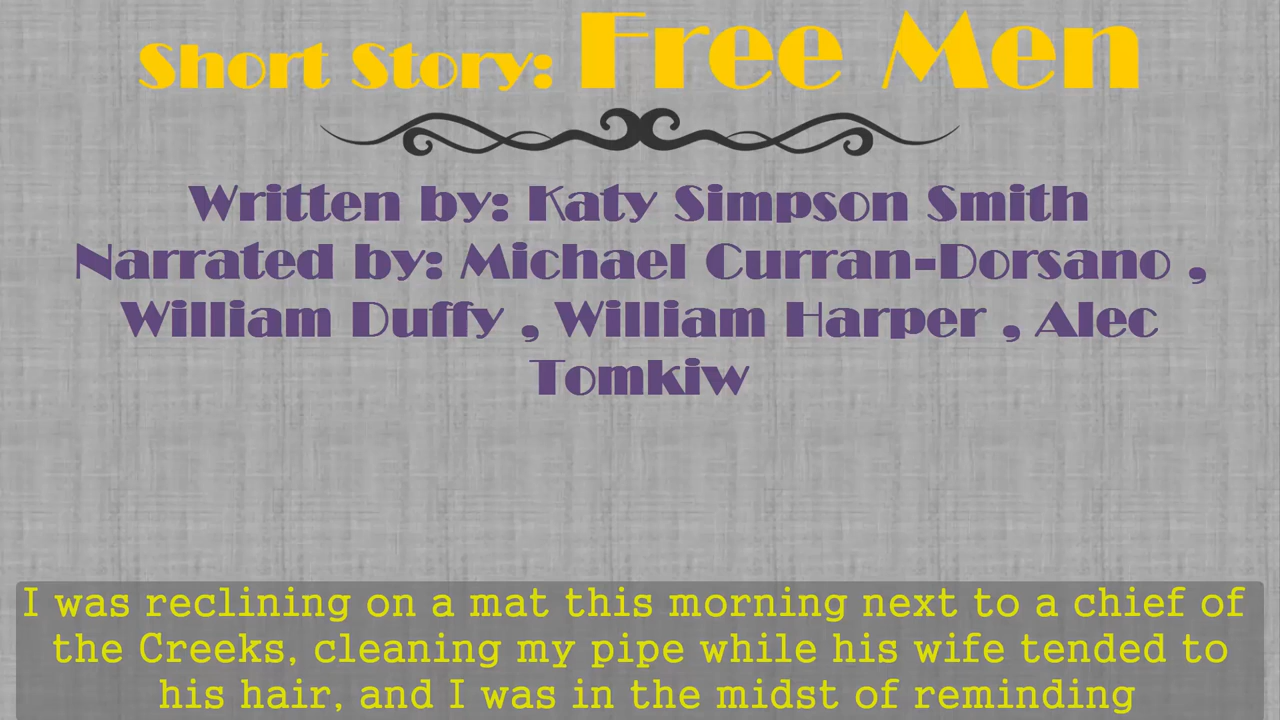 Short Story: Free Men
Written by: Katy Simpson Smith
Narrated by: Michael Curran-Dorsano ,
William Duffy , William Harper , Alec
Tomkiw
I was reclining on a mat this morning next to a chief of
the Creeks, cleaning my pipe while his wife tended to
his hair, and I was in the midst of reminding